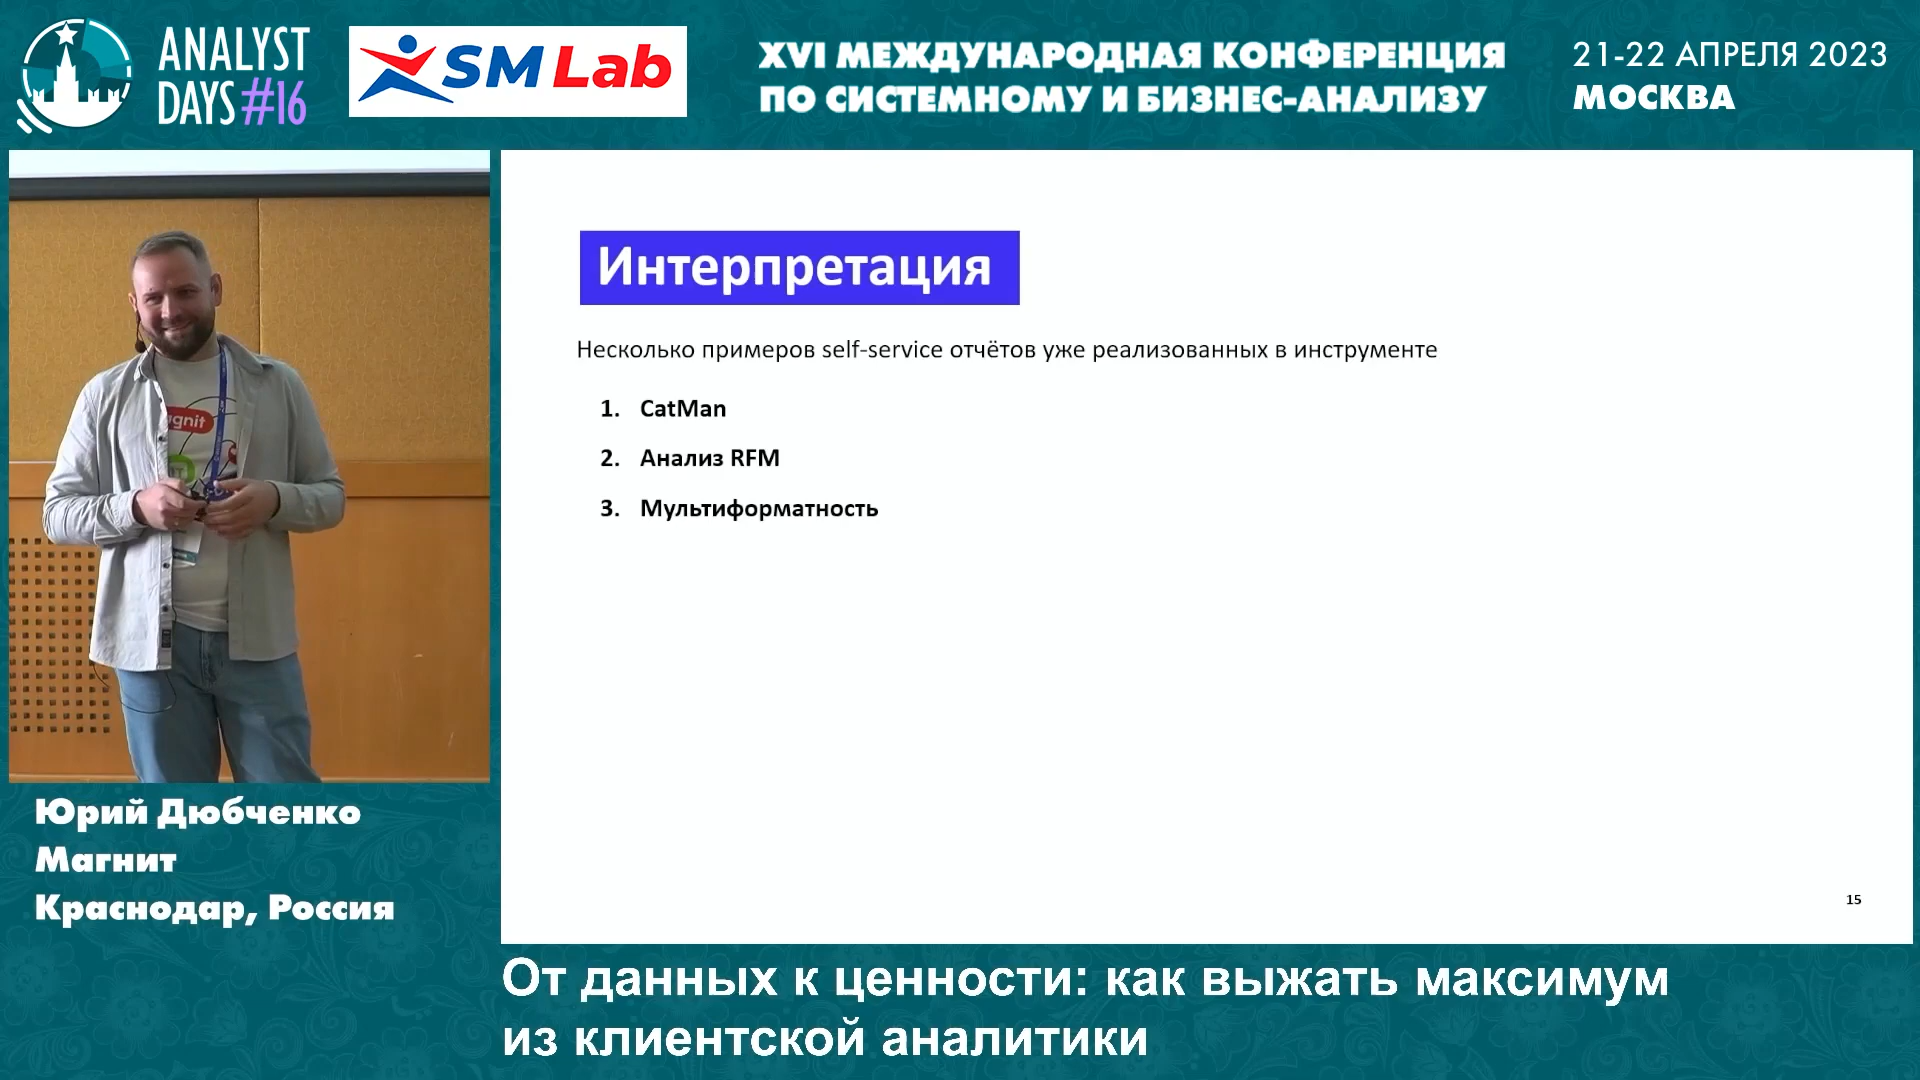 ANALYST
DAYS #16
SM Lab
XVI МЕЖДУНАРОДНАЯ КОНФЕРЕНЦИЯ
ПО СИСТЕМНОМУ И БИЗНЕС-АНАЛИЗУ
21-22 АПРЕЛЯ 2023
МОСКВА
gnit
IT
Интерпретация
Несколько примеров self-service отчётов уже реализованных в инструменте
1. CatMan
2. Анализ RFM
3. Мультиформатность
15
Юрий Дюбченко
Магнит
Краснодар, Россия
От данных к ценности: как выжать максимум
из клиентской аналитики